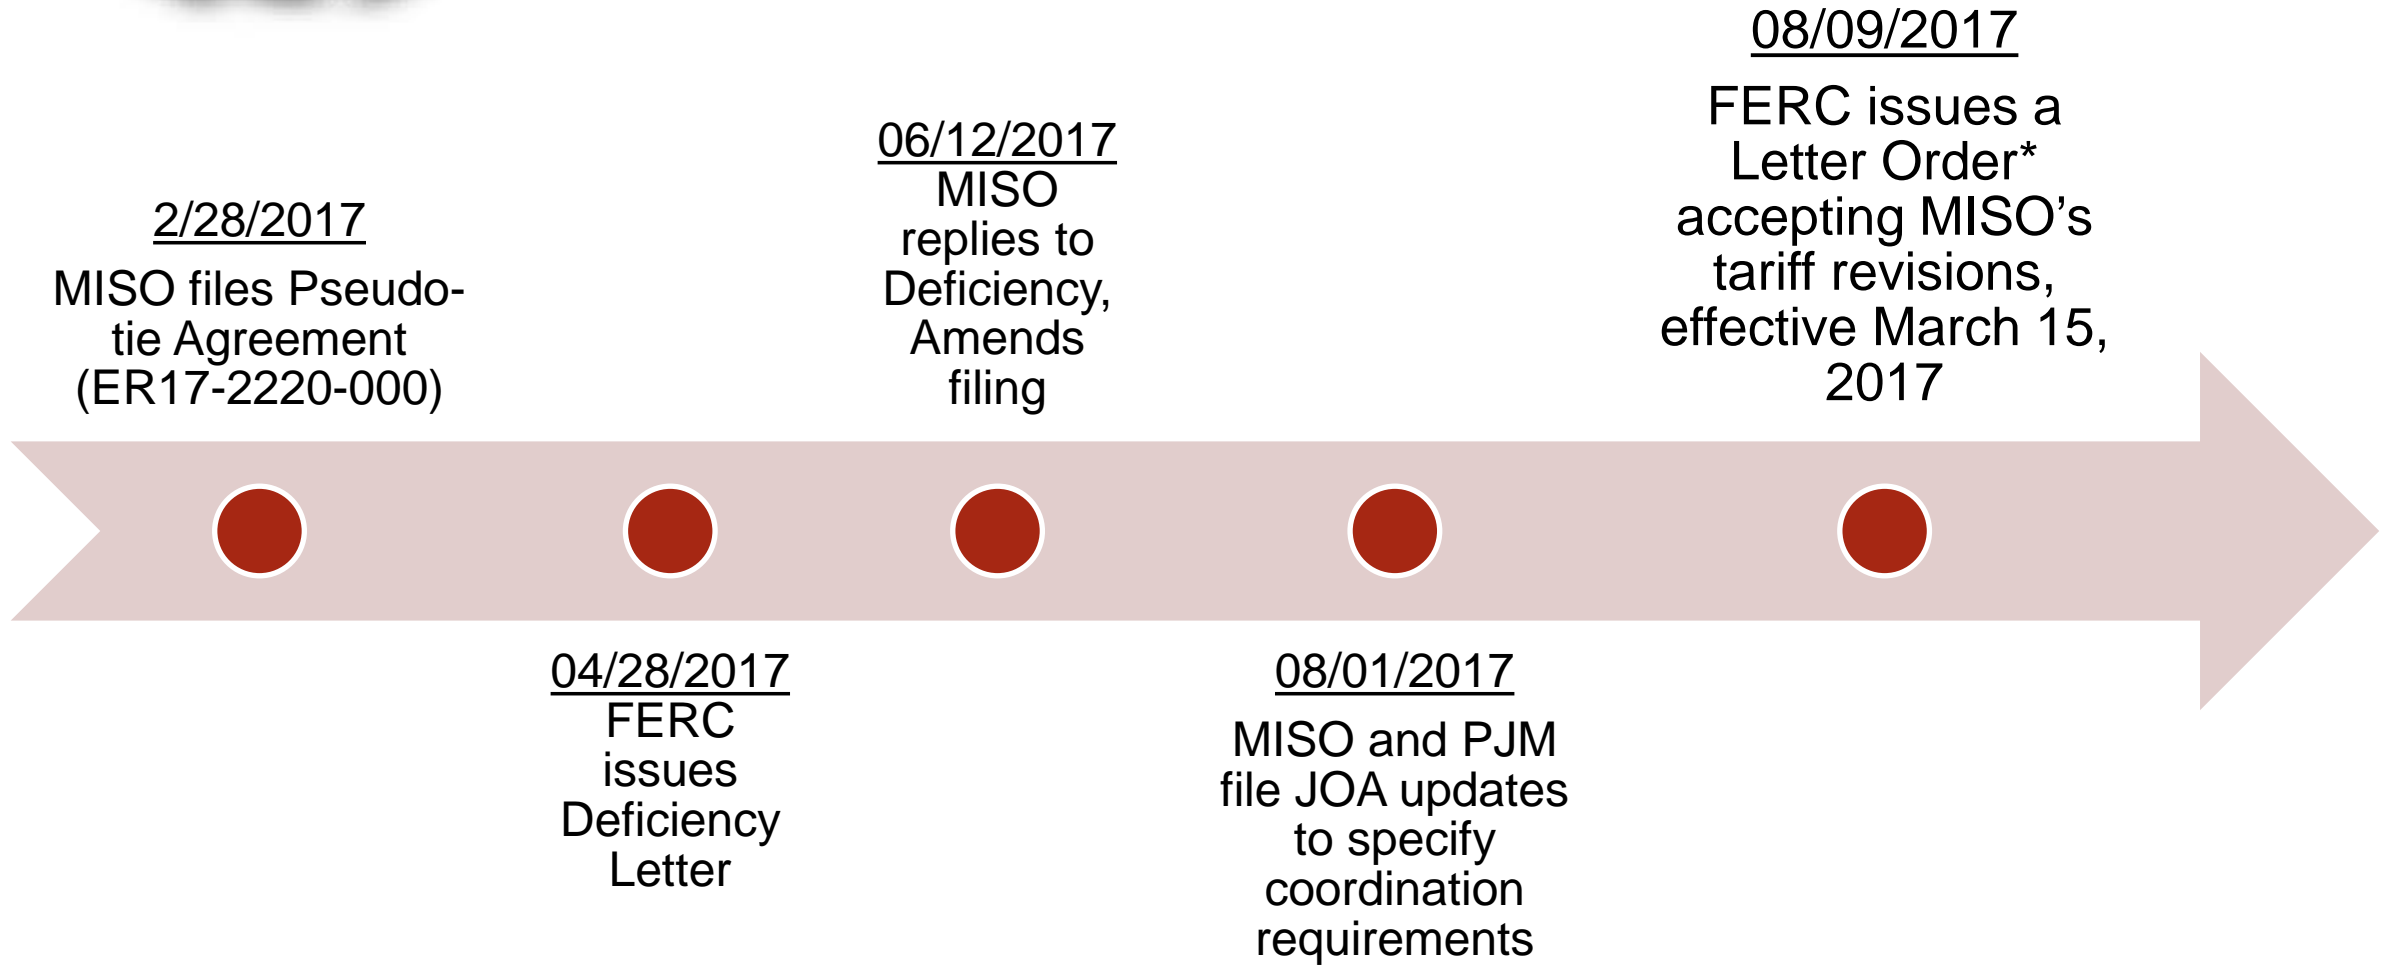 2/28/2017
MISO files Pseudo-
tie Agreement
(ER17-2220-000)
04/28/2017
FERC
issues
Deficiency
Letter
06/12/2017
MISO
replies to
Deficiency,
Amends
filing
08/01/2017
MISO and PJM
file JOA updates
to specify
coordination
requirements
08/09/2017
FERC issues a
Letter Order*
accepting MISO’s
tariff revisions,
effective March 15,
2017